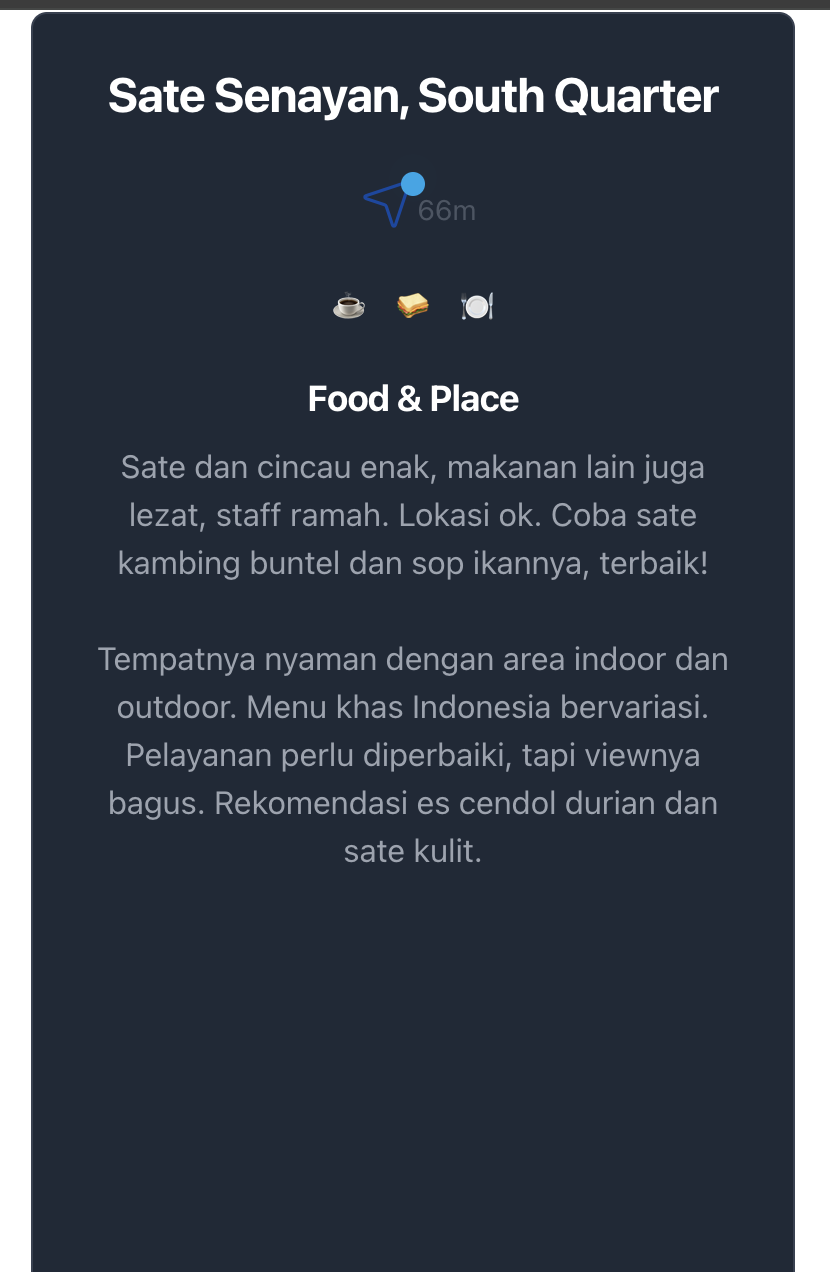 Sate Senayan, South Quarter
66m
Food & Place
Sate dan cincau enak, makanan lain juga
lezat, staff ramah. Lokasi ok. Coba sate
kambing buntel dan sop ikannya, terbaik!
Tempatnya nyaman dengan area indoor dan
outdoor. Menu khas Indonesia bervariasi.
Pelayanan perlu diperbaiki, tapi viewnya
bagus. Rekomendasi es cendol durian dan
sate kulit.